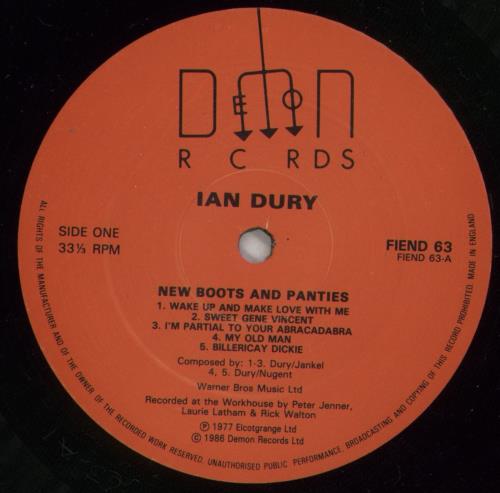 DEMON
RECORDS
IAN DURY
SIDE ONE
33⅓ RPM
FIEND 63
FIEND 63-A
NEW BOOTS AND PANTIES
1. WAKE UP AND MAKE LOVE WITH ME
2. SWEET GENE VINCENT
3. I'M PARTIAL TO YOUR ABRACADABRA
4. MY OLD MAN
5. BILLERICAY DICKIE
Composed by: 1-3. Dury/Jankel
4, 5. Dury/Nugent
Warner Bros Music Ltd
Recorded at the Workhouse by Peter Jenner,
Laurie Latham & Rick Walton
Ⓟ 1977 Elcotgrange Ltd
© 1986 Demon Records Ltd
ALL RIGHTS OF THE MANUFACTURER AND OF THE OWNER OF THE RECORDED WORK RESERVED. UNAUTHORISED PUBLIC PERFORMANCE, BROADCASTING AND COPYING OF THIS RECORD PROHIBITED. MADE IN ENGLAND